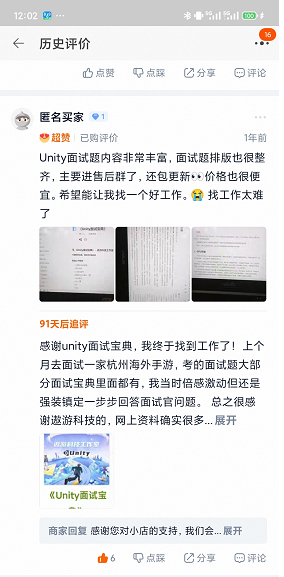 12:02
16
历史评价
点赞 点踩 分享 评论
匿名买家 1
超赞 已购评价 1年前
Unity面试题内容非常丰富，面试题排版也很整
齐，主要进售后群了，还包更新👀价格也很便
宜。希望能让我找一个好工作。😭 找工作太难
了
91天后追评
感谢unity面试宝典，我终于找到工作了！上个
月去面试一家杭州海外手游，考的面试题大部
分面试宝典里面都有，我当时倍感激动但还是
强装镇定一步步回答面试官问题。 总之很感
谢遨游科技的，网上资料确实很多... 展开
遨游科技工作室
Unity
《Unity面试宝
商家回复 感谢您对小店的支持，我们会... 展开
6 点踩 分享 评论